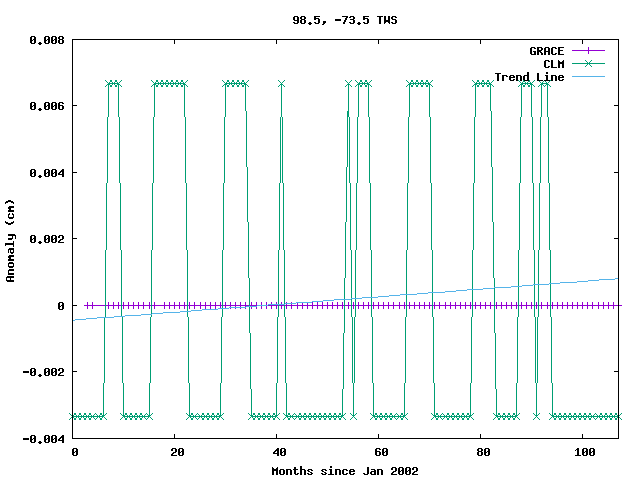 98.5, -73.5 TWS
0.008
0.006
0.004
0.002
0
-0.002
-0.004
Anomaly (cm)
GRACE
CLM
Trend Line
0 20 40 60 80 100
Months since Jan 2002